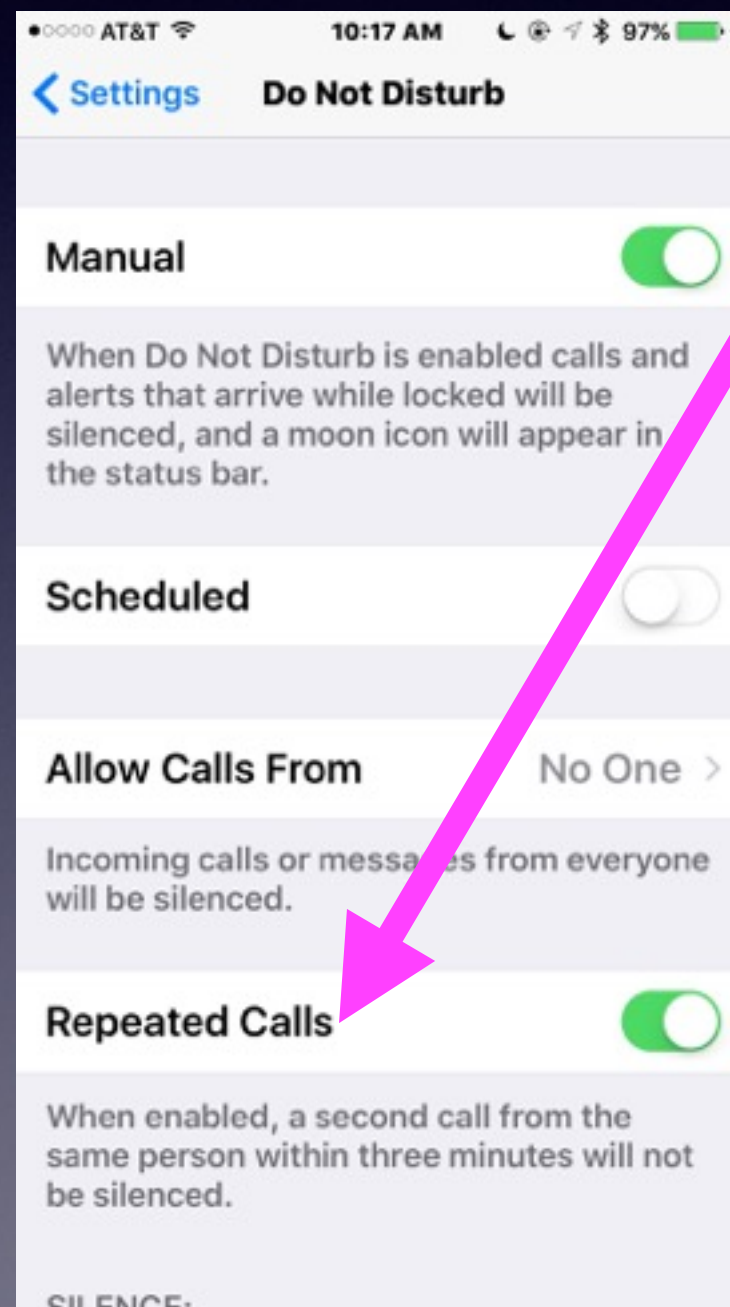 AT&T 10:17 AM 97%
Settings Do Not Disturb
Manual
When Do Not Disturb is enabled calls and
alerts that arrive while locked will be
silenced, and a moon icon will appear in
the status bar.
Scheduled
Allow Calls From No One
Incoming calls or messages from everyone
will be silenced.
Repeated Calls
When enabled, a second call from the
same person within three minutes will not
be silenced.
SILENCE: